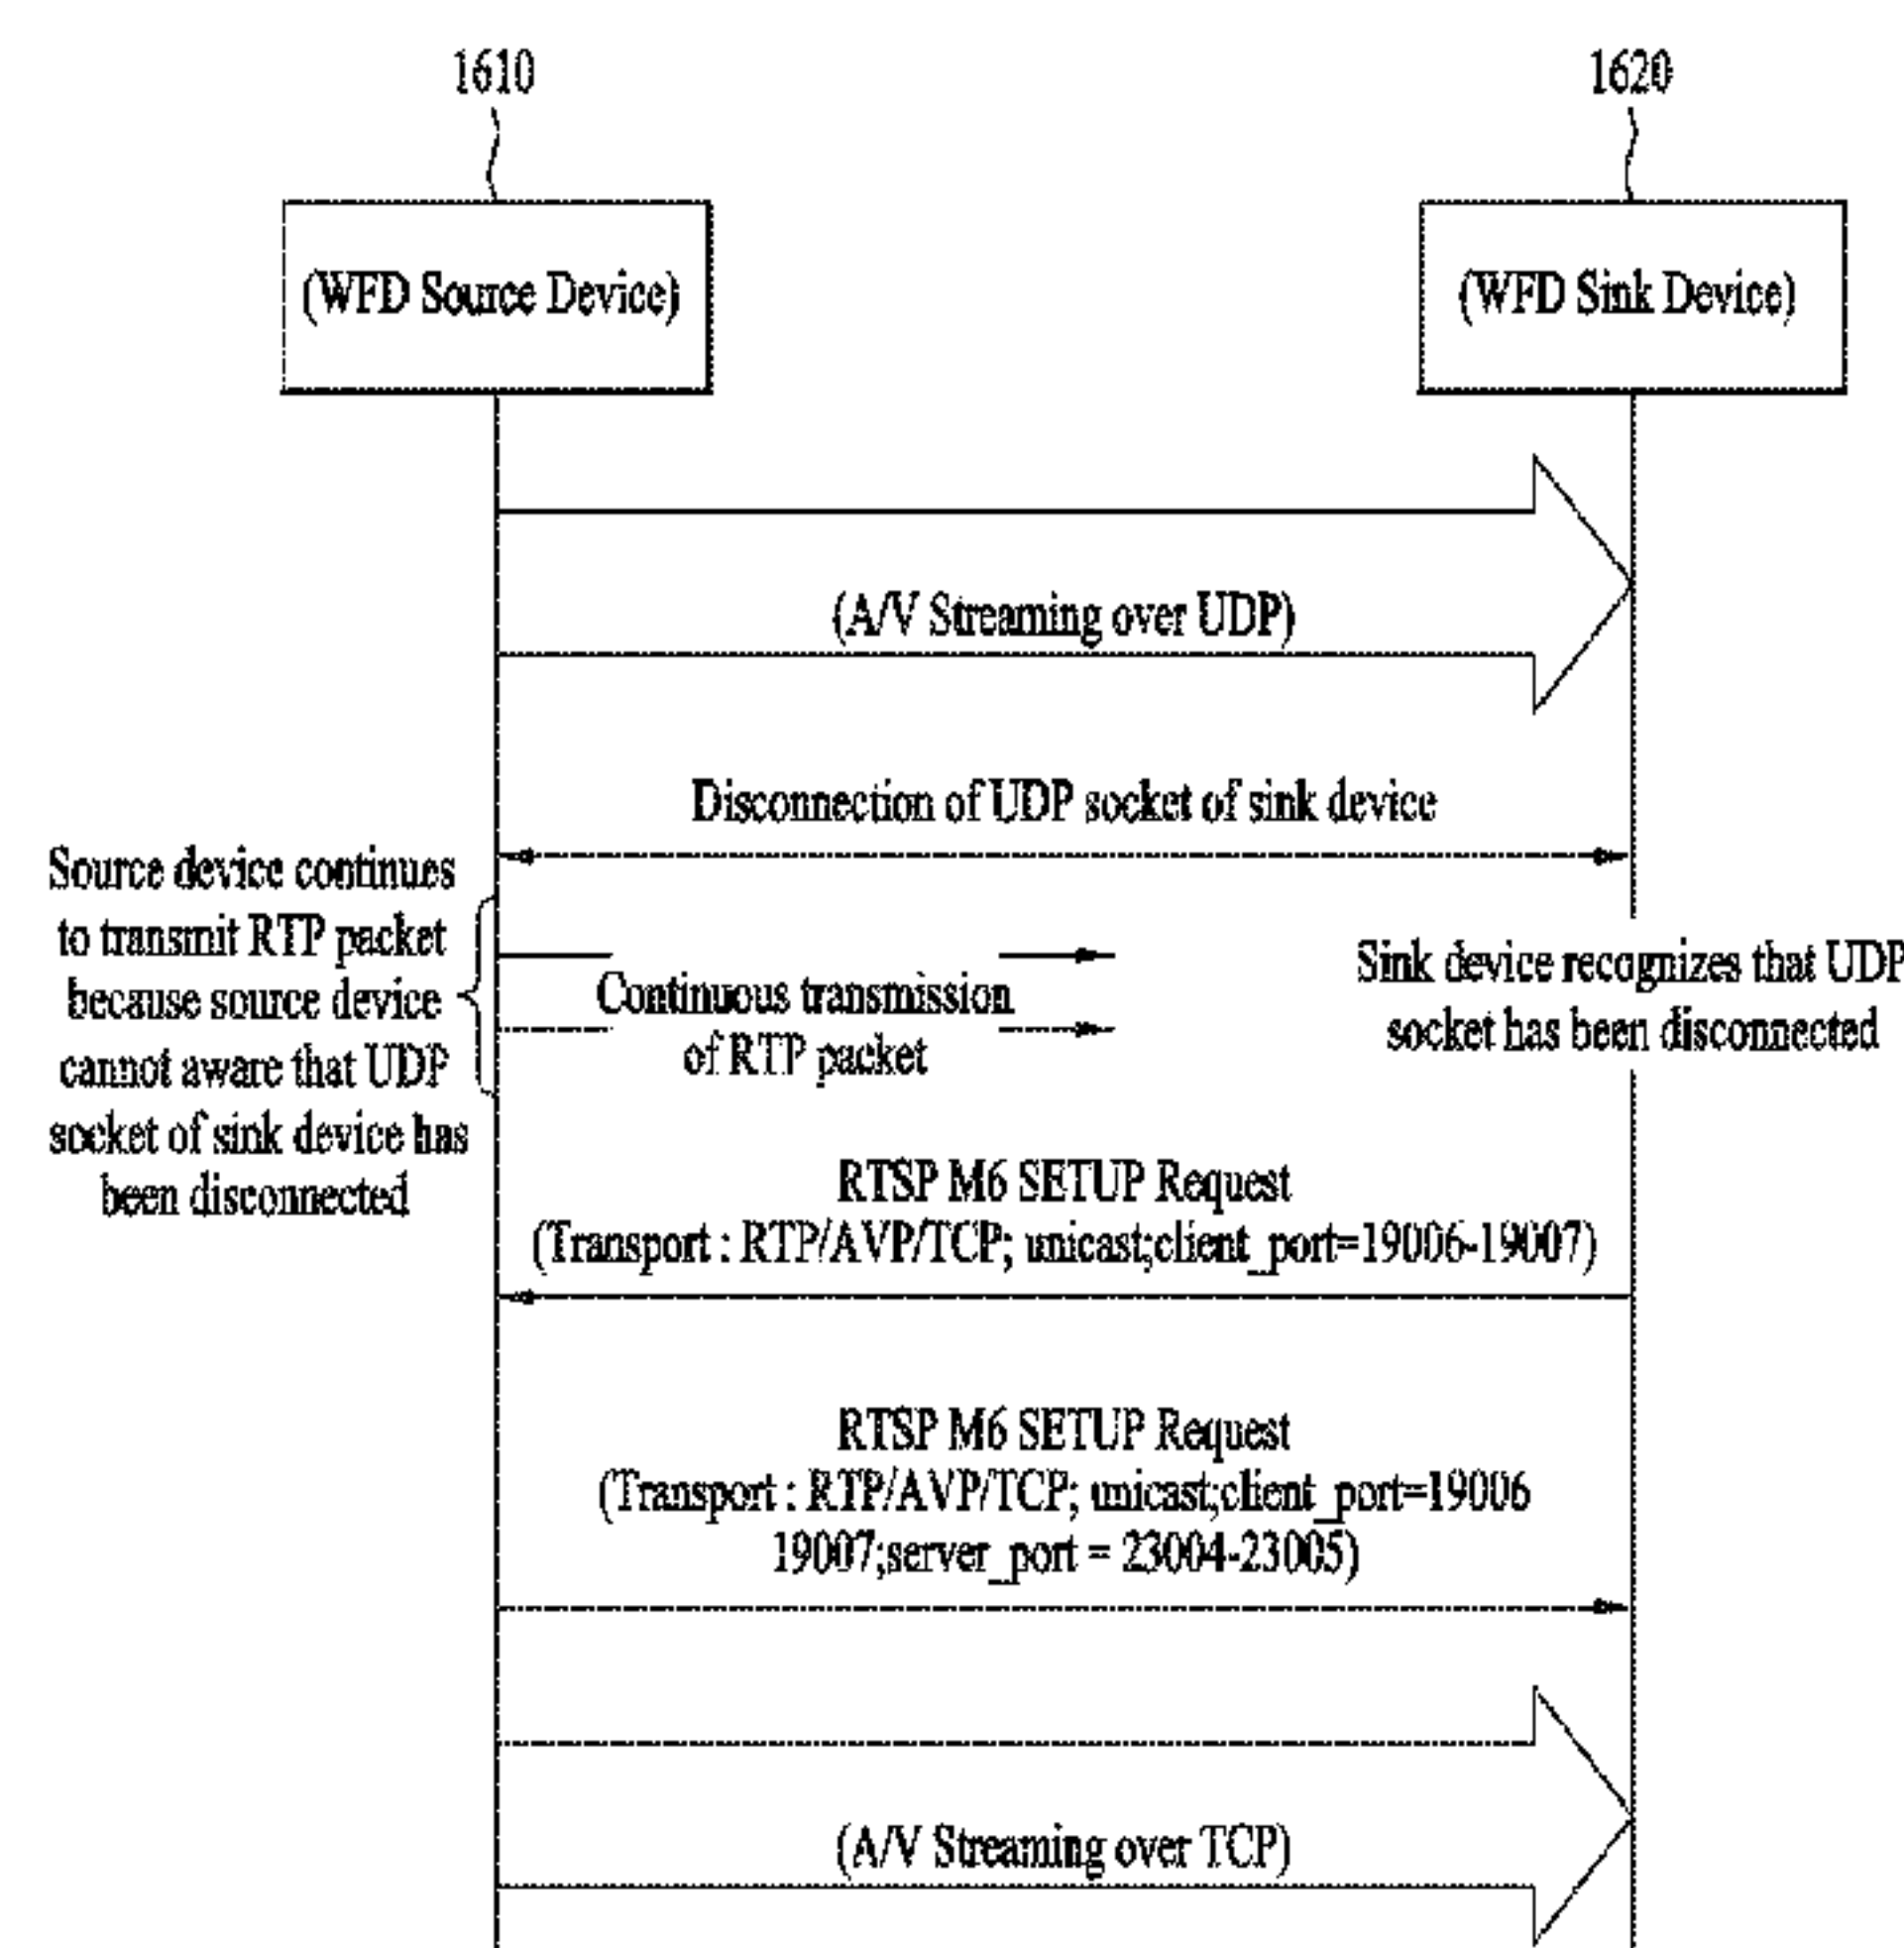 1610
1620
(WFD Source Device)
(WFD Sink Device)
(A/V Streaming over UDP)
Disconnection of UDP socket of sink device
Source device continues
to transmit RTP packet
because source device
cannot aware that UDP
socket of sink device has
been disconnected
Continuous transmission
of RTP packet
Sink device recognizes that UDP
socket has been disconnected
RTSP M6 SETUP Request
(Transport : RTP/AVP/TCP; unicast;client_port=19006-19007)
RTSP M6 SETUP Request
(Transport : RTP/AVP/TCP; unicast;client_port=19006
19007;server_port = 23004-23005)
(A/V Streaming over TCP)